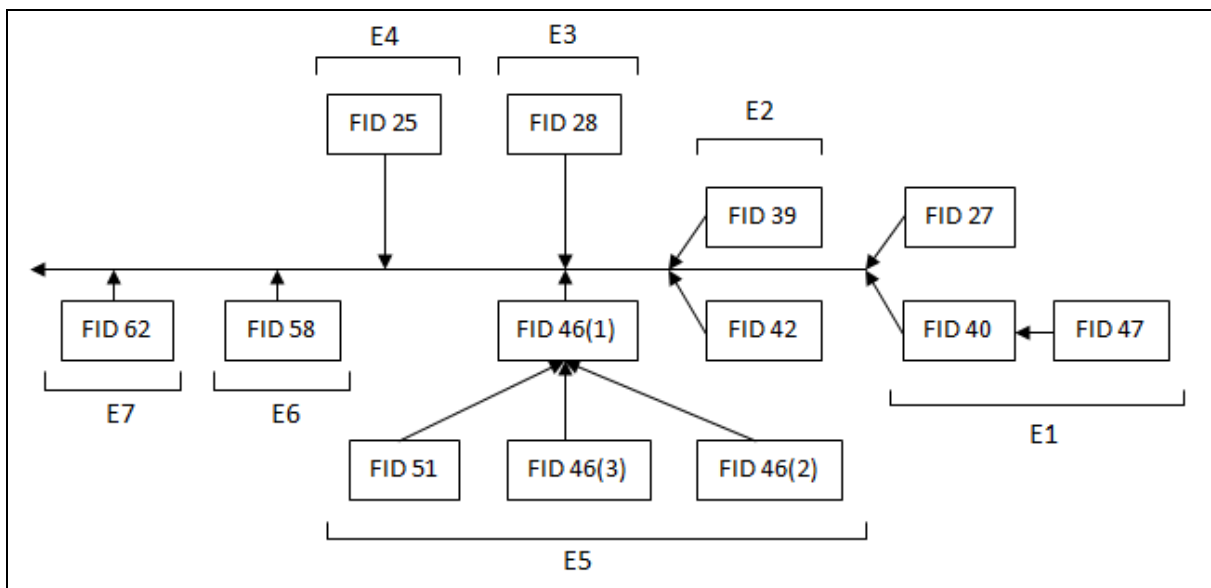 E4
E3
FID 25
FID 28
E2
FID 39
FID 27
FID 62
FID 58
FID 46(1)
FID 42
FID 40
FID 47
E7
E6
E1
FID 51
FID 46(3)
FID 46(2)
E5